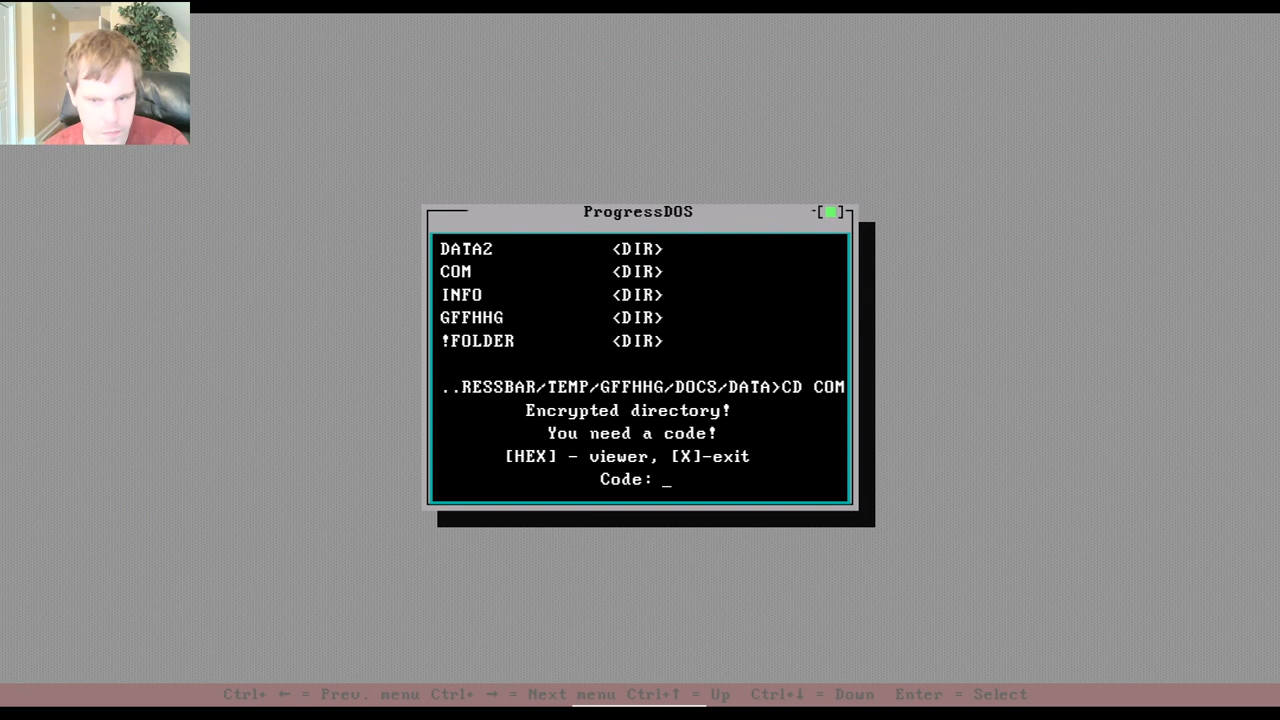 ProgressDOS
-[■]
DATA2 <DIR>
COM <DIR>
INFO <DIR>
GFFHHG <DIR>
!FOLDER <DIR>
..RESSBAR/TEMP/GFFHHG/DOCS/DATA>CD COM
Encrypted directory!
You need a code!
[HEX] - viewer, [X]-exit
Code: _
Ctrl+ ← = Prev. menu Ctrl+ → = Next menu Ctrl+↑ = Up Ctrl+↓ = Down Enter = Select